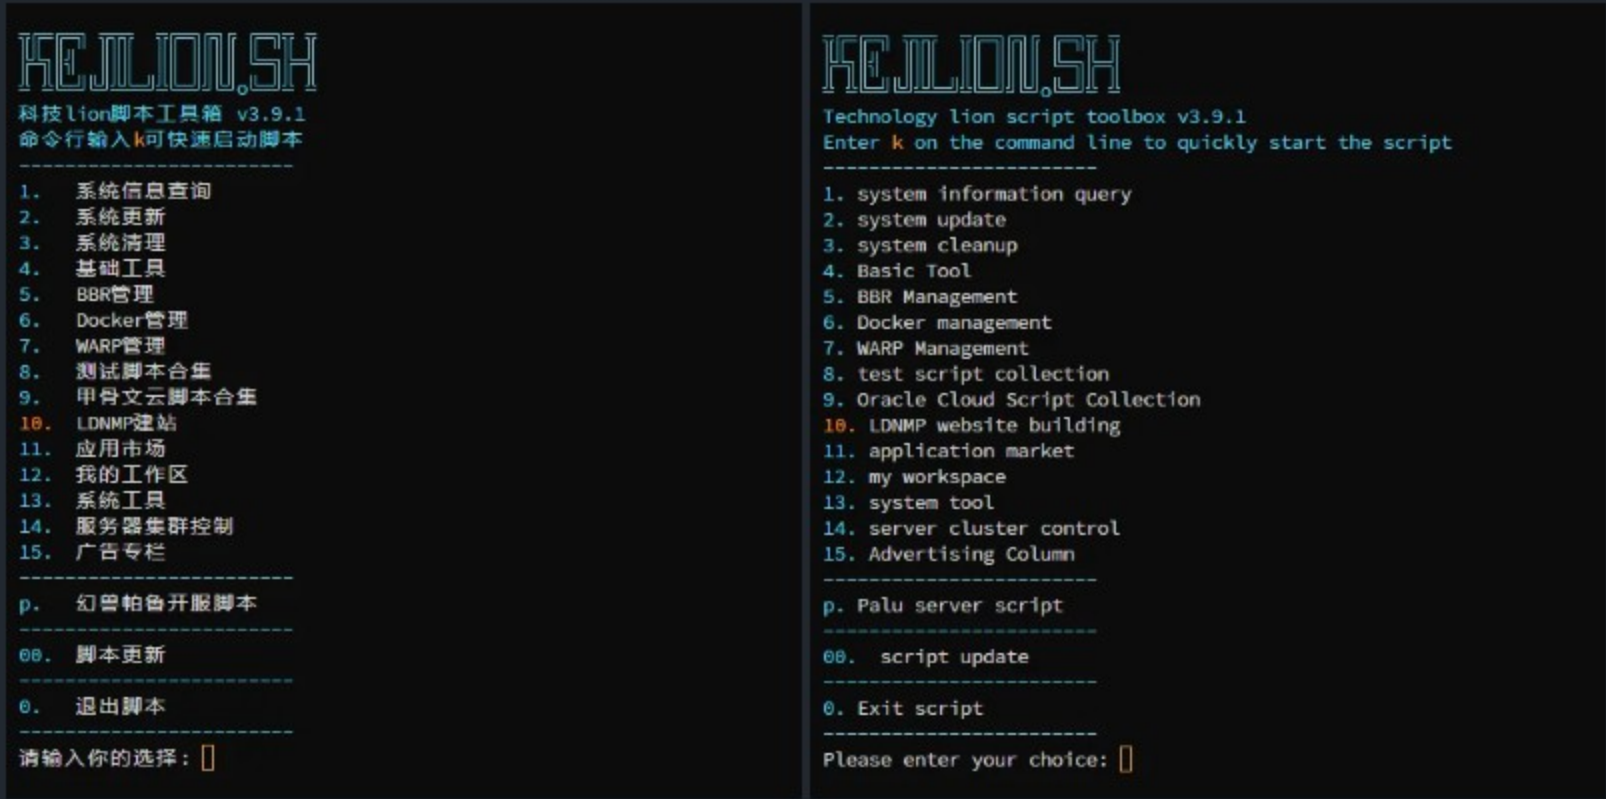 KEJILION.SH
科技lion脚本工具箱 v3.9.1
命令行输入k可快速启动脚本
------------------------
1. 系统信息查询
2. 系统更新
3. 系统清理
4. 基础工具
5. BBR管理
6. Docker管理
7. WARP管理
8. 测试脚本合集
9. 甲骨文云脚本合集
10. LDNMP建站
11. 应用市场
12. 我的工作区
13. 系统工具
14. 服务器集群控制
15. 广告专栏
------------------------
p. 幻兽帕鲁开服脚本
------------------------
00. 脚本更新
------------------------
0. 退出脚本
------------------------
请输入你的选择:
KEJILION.SH
Technology lion script toolbox v3.9.1
Enter k on the command line to quickly start the script
------------------------
1. system information query
2. system update
3. system cleanup
4. Basic Tool
5. BBR Management
6. Docker management
7. WARP Management
8. test script collection
9. Oracle Cloud Script Collection
10. LDNMP website building
11. application market
12. my workspace
13. system tool
14. server cluster control
15. Advertising Column
------------------------
p. Palu server script
------------------------
00. script update
------------------------
0. Exit script
------------------------
Please enter your choice: